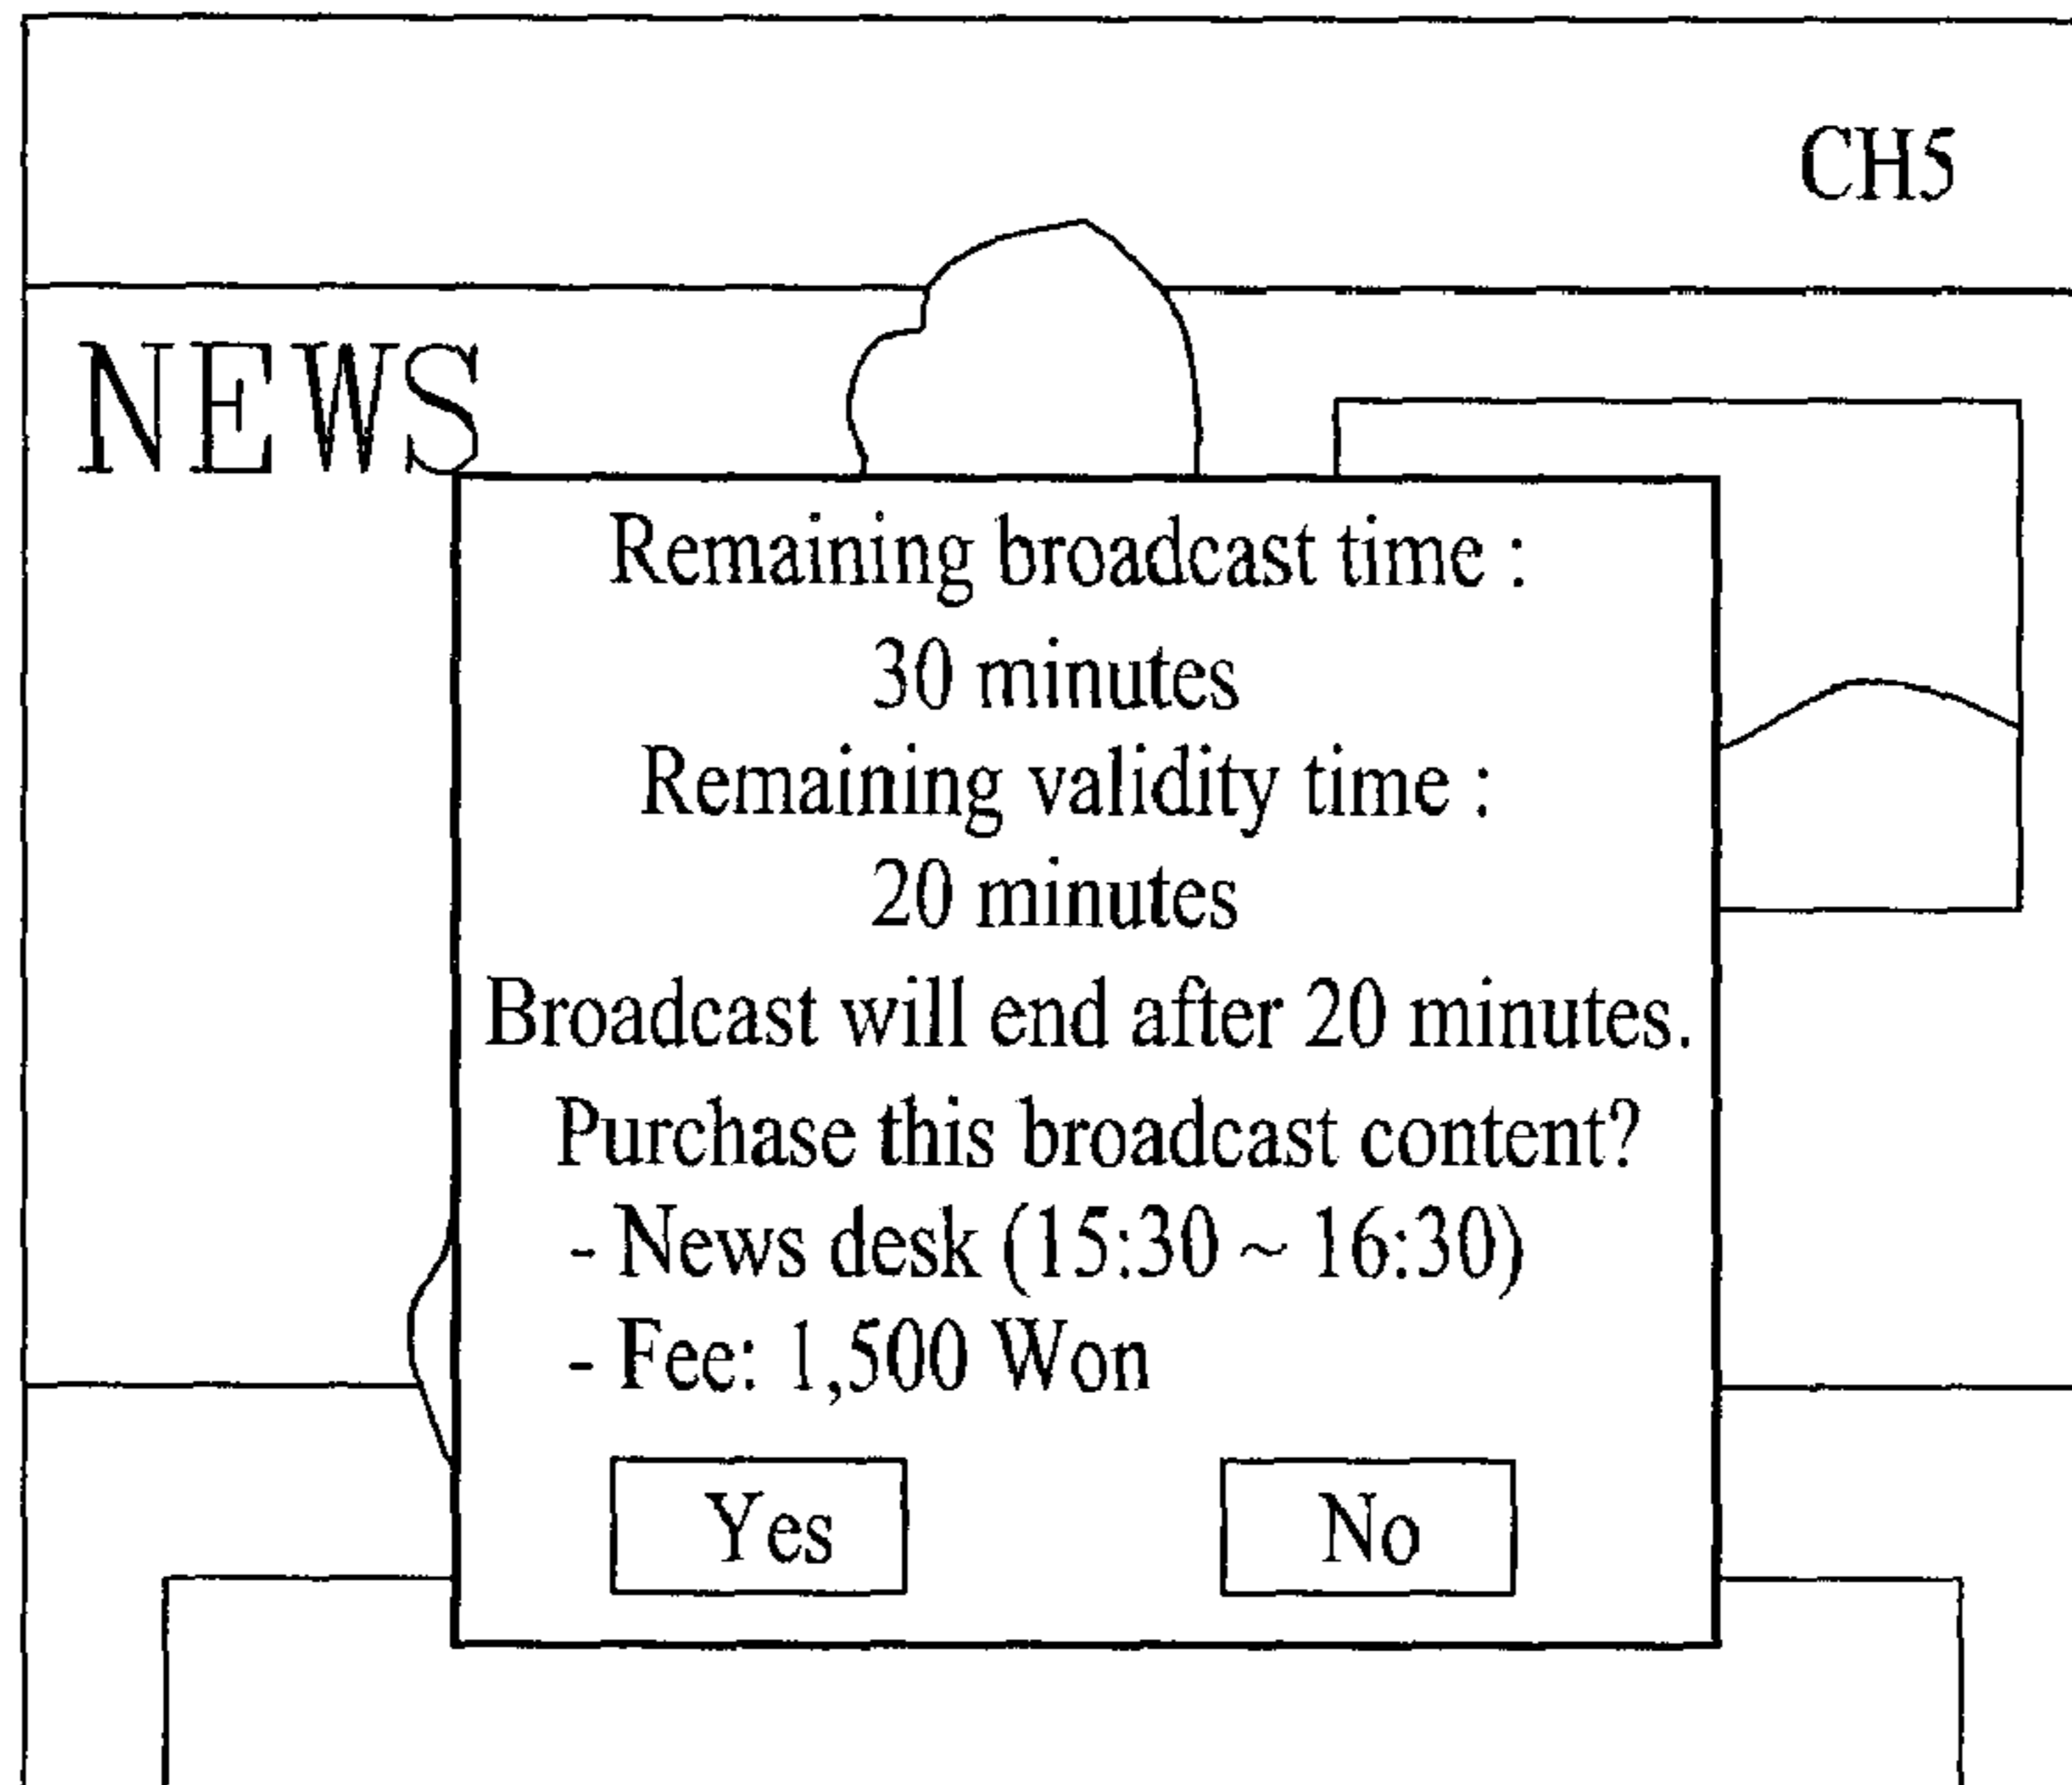 CH5
NEWS
Remaining broadcast time :
30 minutes
Remaining validity time :
20 minutes
Broadcast will end after 20 minutes.
Purchase this broadcast content?
- News desk (15:30 ~ 16:30)
- Fee: 1,500 Won
Yes No